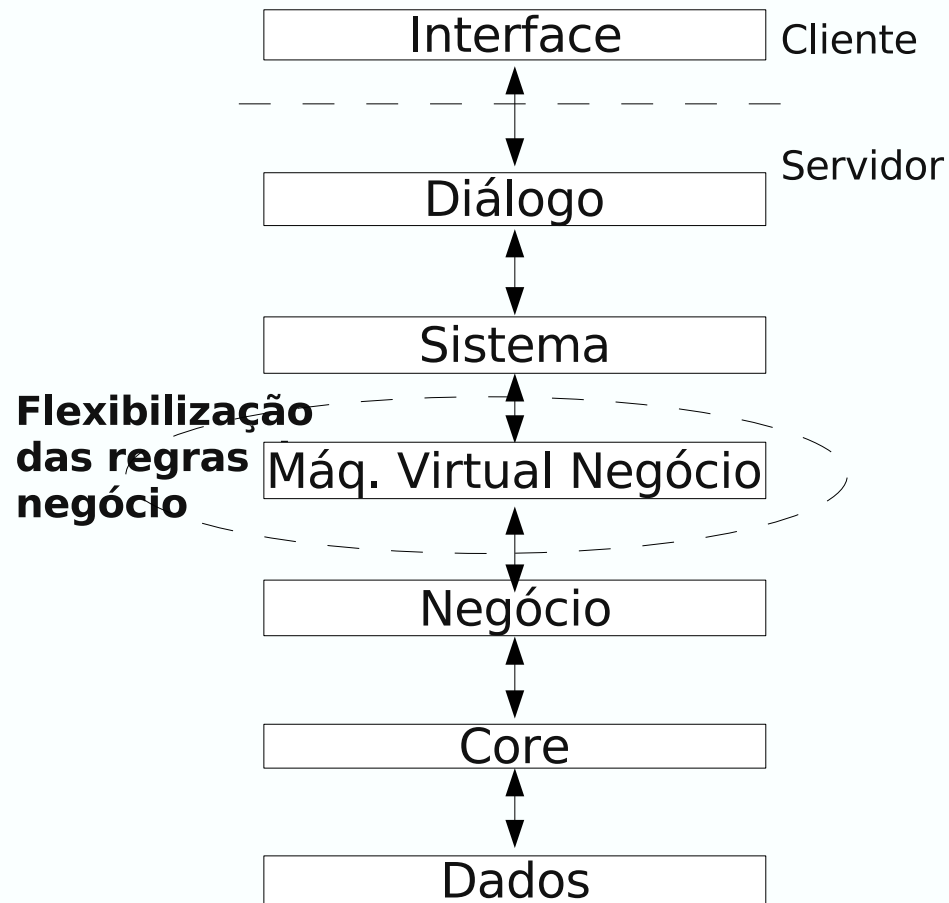 Interface
Cliente
Servidor
Diálogo
Sistema
Flexibilização
das regras
negócio
Máq. Virtual Negócio
Negócio
Core
Dados